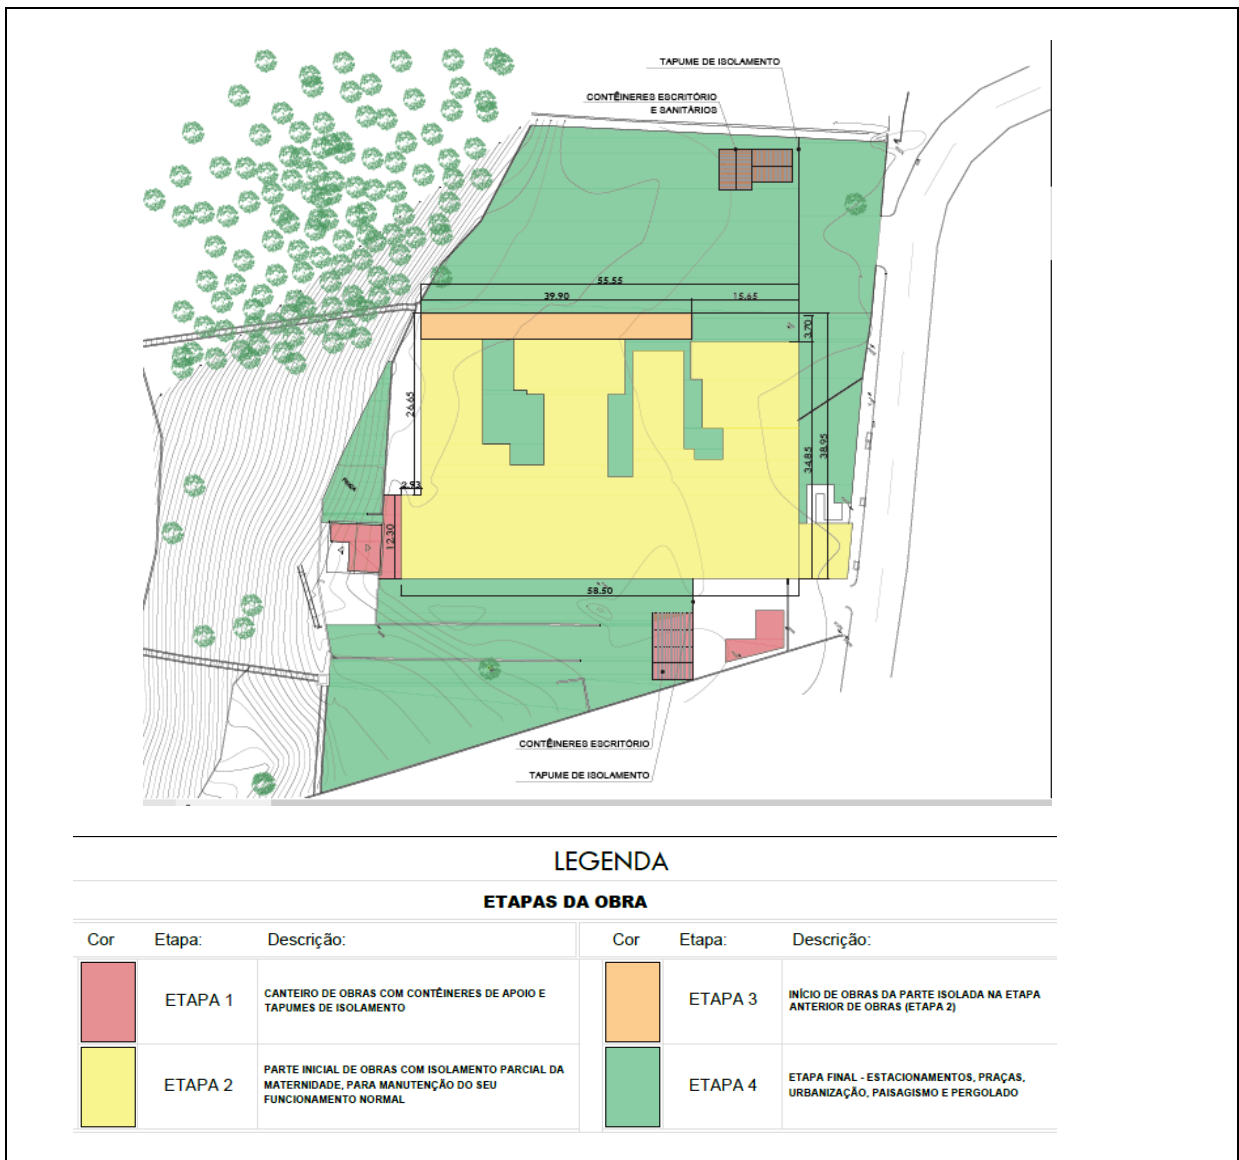 TAPUME DE ISOLAMENTO
CONTÊINERES ESCRITÓRIO
E SANITÁRIOS
55.55
39.90
15.65
3.70
26.65
34.85
38.95
2.93
12.30
58.50
CONTÊINERES ESCRITÓRIO
TAPUME DE ISOLAMENTO
LEGENDA
ETAPAS DA OBRA
Cor Etapa: Descrição: Cor Etapa: Descrição:
ETAPA 1
CANTEIRO DE OBRAS COM CONTÊINERES DE APOIO E
TAPUMES DE ISOLAMENTO
ETAPA 3
INÍCIO DE OBRAS DA PARTE ISOLADA NA ETAPA
ANTERIOR DE OBRAS (ETAPA 2)
ETAPA 2
PARTE INICIAL DE OBRAS COM ISOLAMENTO PARCIAL DA
MATERNIDADE, PARA MANUTENÇÃO DO SEU
FUNCIONAMENTO NORMAL
ETAPA 4
ETAPA FINAL - ESTACIONAMENTOS, PRAÇAS,
URBANIZAÇÃO, PAISAGISMO E PERGOLADO